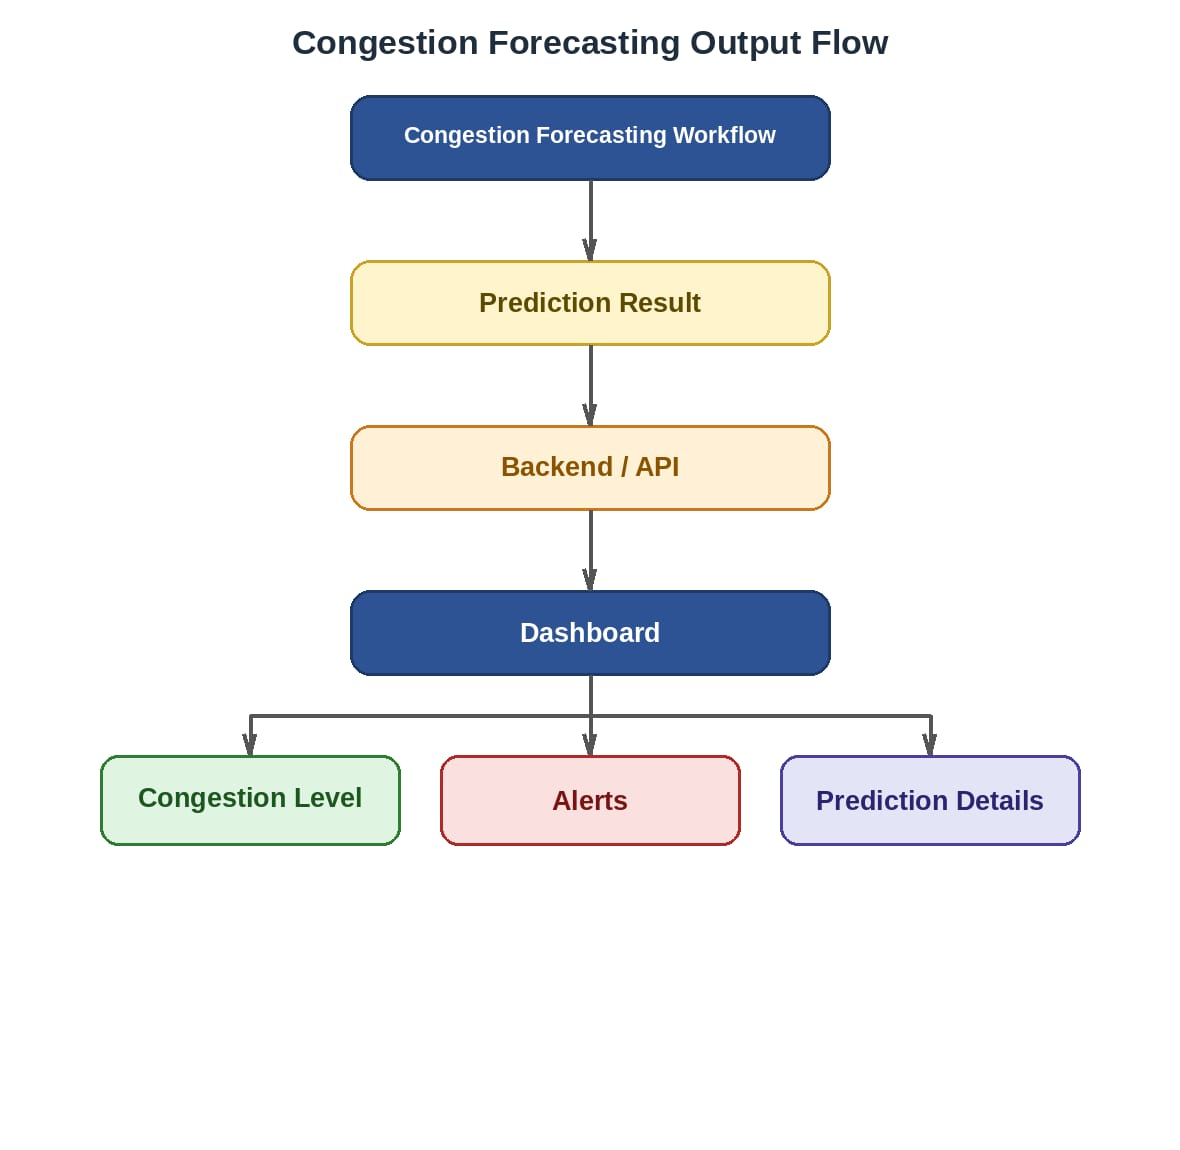 Congestion Forecasting Output Flow
Congestion Forecasting Workflow
Prediction Result
Backend / API
Dashboard
Congestion Level
Alerts
Prediction Details